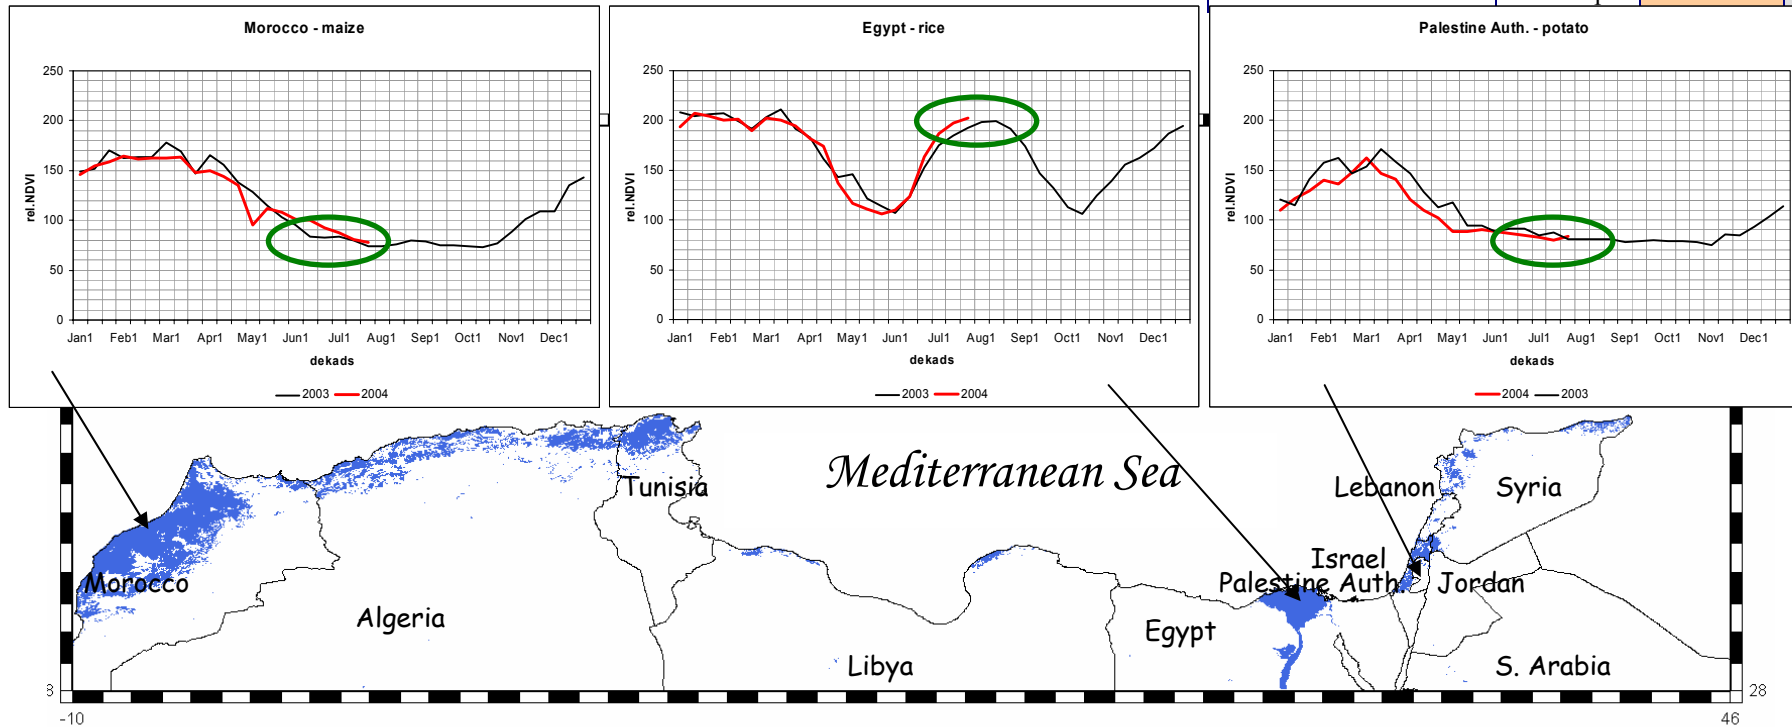 Morocco - maize
250
200
150
100
50
0
rel.NDVI
Jan1 Feb1 Mar1 Apr1 May1 Jun1 Jul1 Aug1 Sep1 Oct1 Nov1 Dec1
dekads
2003 2004
Egypt - rice
250
200
150
100
50
0
rel.NDVI
Jan1 Feb1 Mar1 Apr1 May1 Jun1 Jul1 Aug1 Sep1 Oct1 Nov1 Dec1
dekads
2003 2004
Palestine Auth. - potato
250
200
150
100
50
0
rel.NDVI
Jan1 Feb1 Mar1 Apr1 May1 Jun1 Jul1 Aug1 Sep1 Oct1 Nov1 Dec1
dekads
2004 2003
Mediterranean Sea
Tunisia
Lebanon
Syria
Israel
Morocco
Palestine Auth.
Jordan
Algeria
Egypt
Libya
S. Arabia
8
28
-10
46